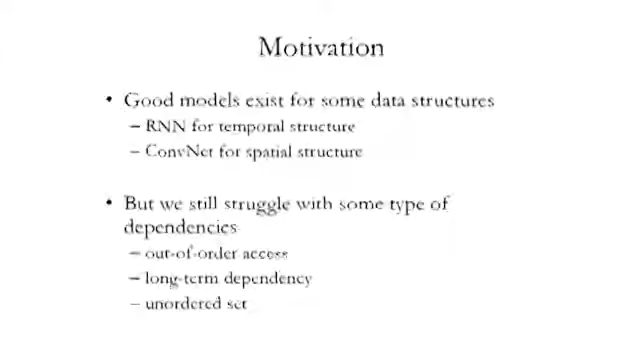 Motivation
• Good models exist for some data structures
– RNN for temporal structure
– ConvNet for spatial structure
• But we still struggle with some type of
dependencies
– out-of-order access
– long-term dependency
– unordered set